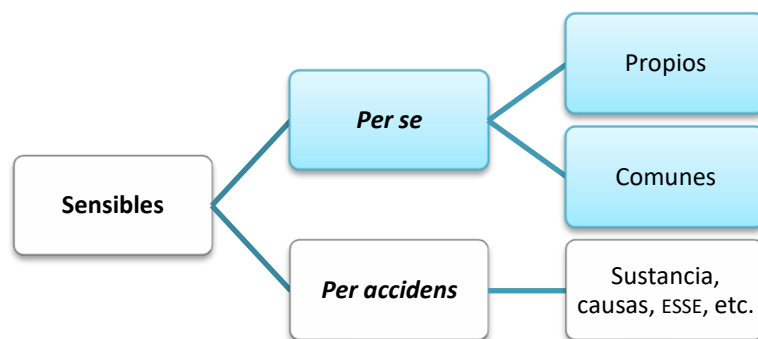 Sensibles
Per se
Propios
Comunes
Per accidens
Sustancia,
causas, ESSE, etc.